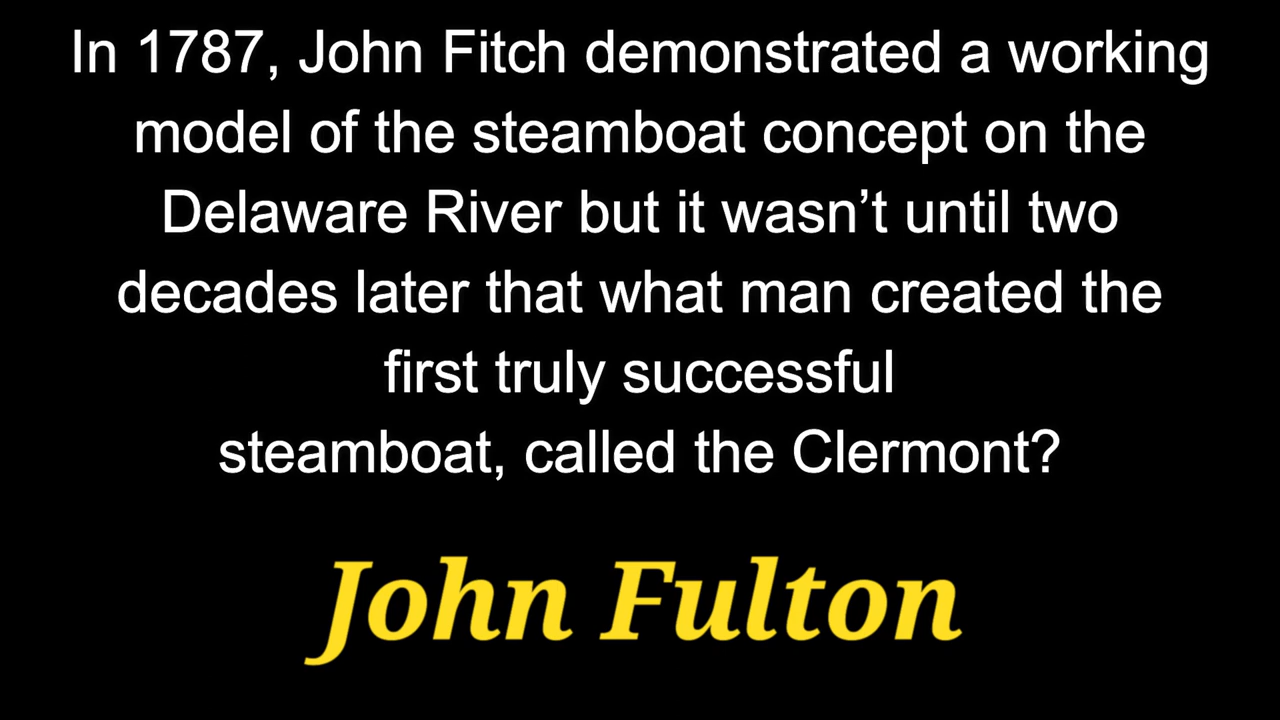 In 1787, John Fitch demonstrated a working
model of the steamboat concept on the
Delaware River but it wasn’t until two
decades later that what man created the
first truly successful
steamboat, called the Clermont?
John Fulton